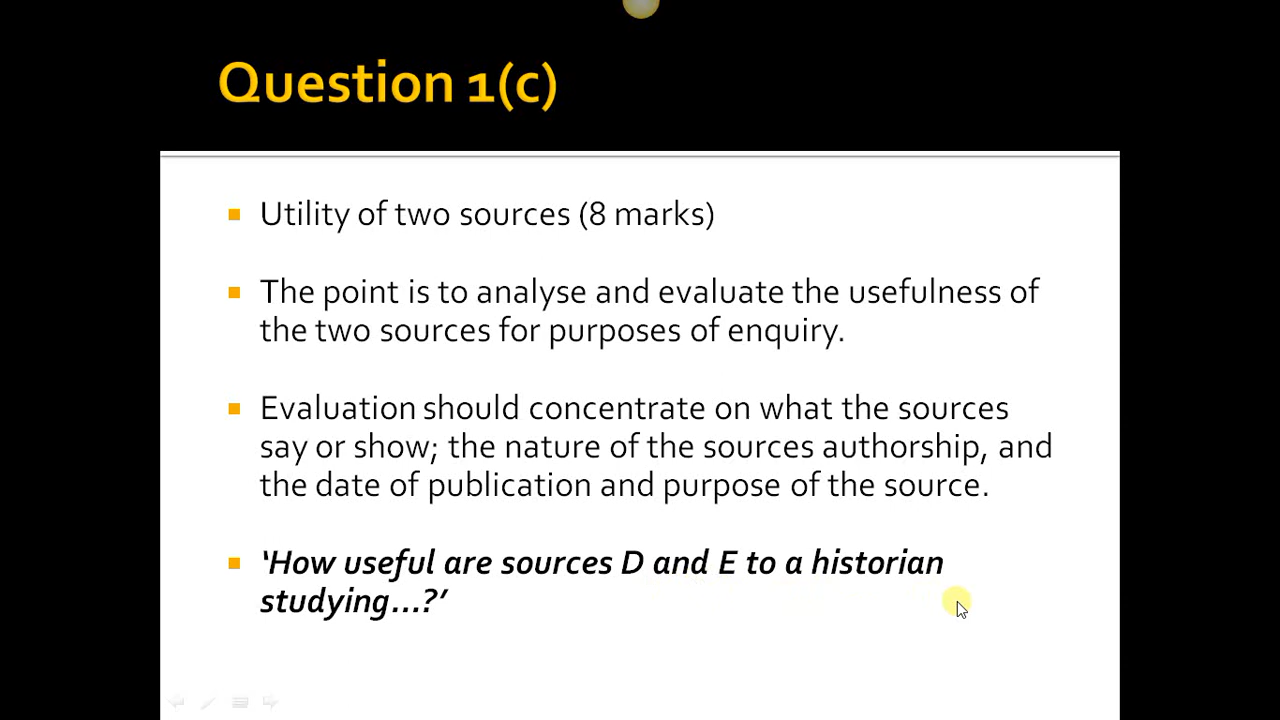 Question 1(c)
Utility of two sources (8 marks)
The point is to analyse and evaluate the usefulness of
the two sources for purposes of enquiry.
Evaluation should concentrate on what the sources
say or show; the nature of the sources authorship, and
the date of publication and purpose of the source.
‘How useful are sources D and E to a historian
studying…?’